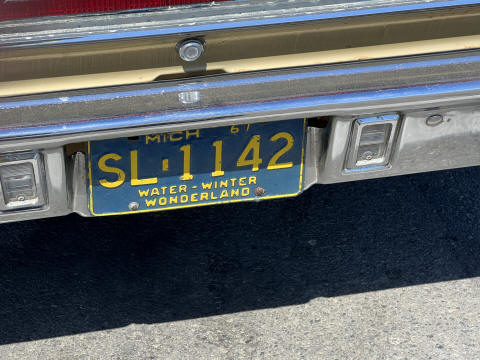 MICH 67
SL·1142
WATER-WINTER
WONDERLAND